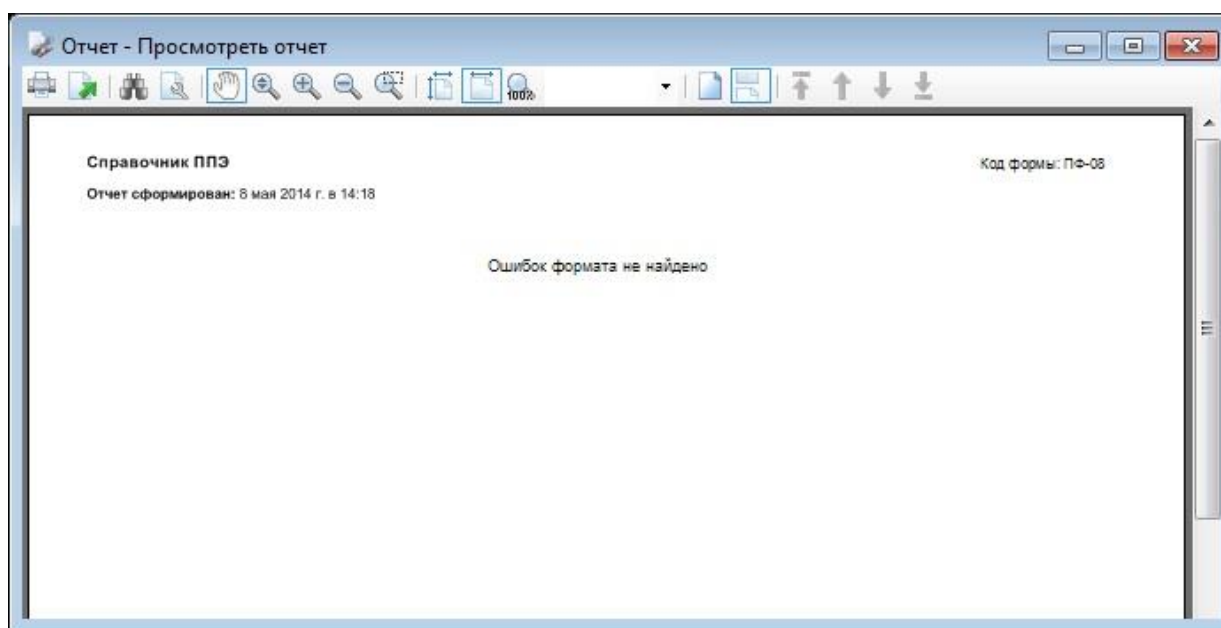 Отчет - Просмотреть отчет
100%
Справочник ППЭ
Код формы: ПФ-08
Отчет сформирован: 8 мая 2014 г. в 14:18
Ошибок формата не найдено